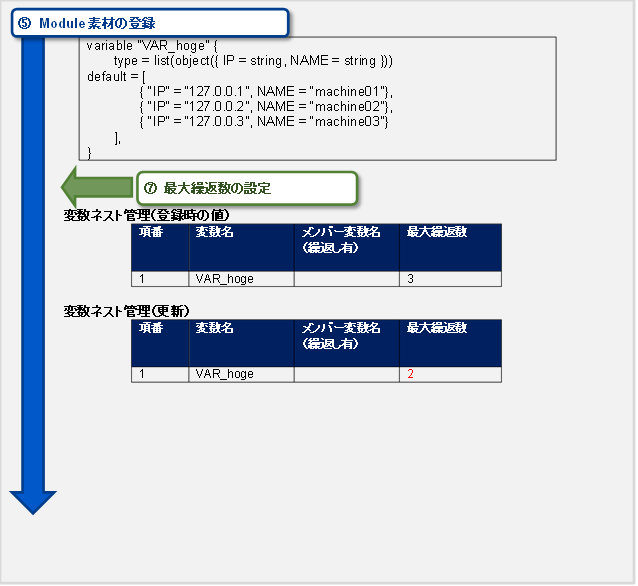 ⑤ Module 素材の登録
variable "VAR_hoge" {
type = list(object({ IP = string, NAME = string }))
default = [
{ "IP" = "127.0.0.1", NAME = "machine01"},
{ "IP" = "127.0.0.2", NAME = "machine02"},
{ "IP" = "127.0.0.3", NAME = "machine03"}
],
}
⑦ 最大繰返数の設定
変数ネスト管理(登録時の値)
項番 変数名 メンバー変数名 最大繰返数
(繰返し有)
1 VAR_hoge 3
変数ネスト管理(更新)
項番 変数名 メンバー変数名 最大繰返数
(繰返し有)
1 VAR_hoge 2